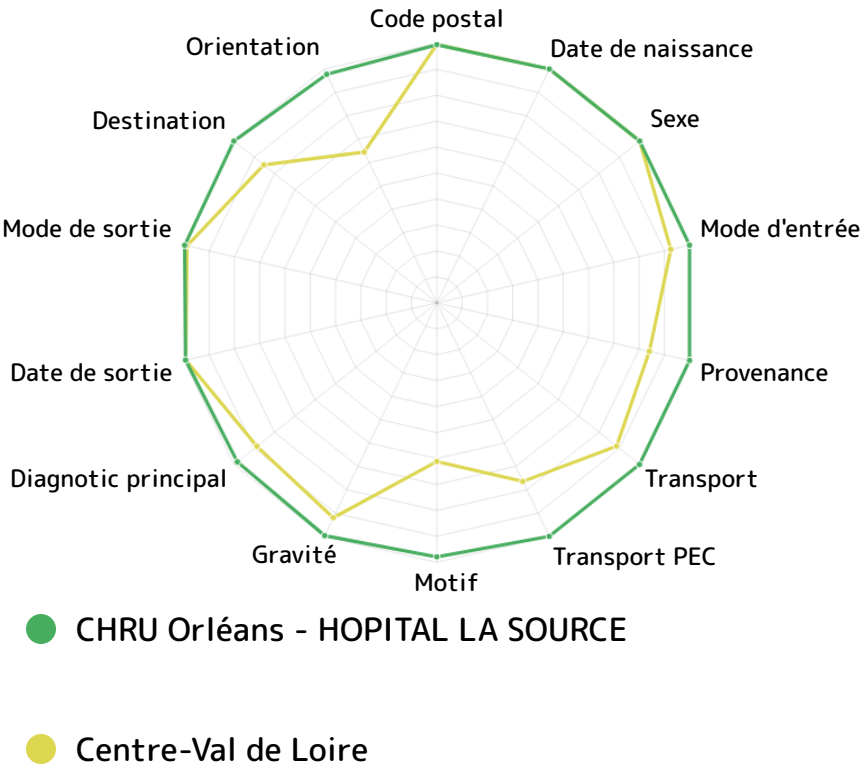 Code postal
Orientation
Date de naissance
Destination
Sexe
Mode de sortie
Mode d'entrée
Date de sortie
Provenance
Diagnotic principal
Transport
Gravité
Transport PEC
Motif
CHRU Orléans - HOPITAL LA SOURCE
Centre-Val de Loire